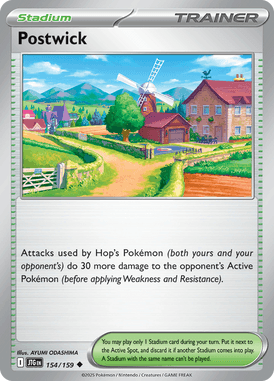 Stadium TRAINER
Postwick
Attacks used by Hop's Pokémon (both yours and your
opponent's) do 30 more damage to the opponent's Active
Pokémon (before applying Weakness and Resistance).
Illus. AYUMI ODASHIMA
I JTG EN 154/159 ◆
You may play only 1 Stadium card during your turn. Put it next to
the Active Spot, and discard it if another Stadium comes into play.
A Stadium with the same name can't be played.
©2025 Pokémon / Nintendo / Creatures / GAME FREAK